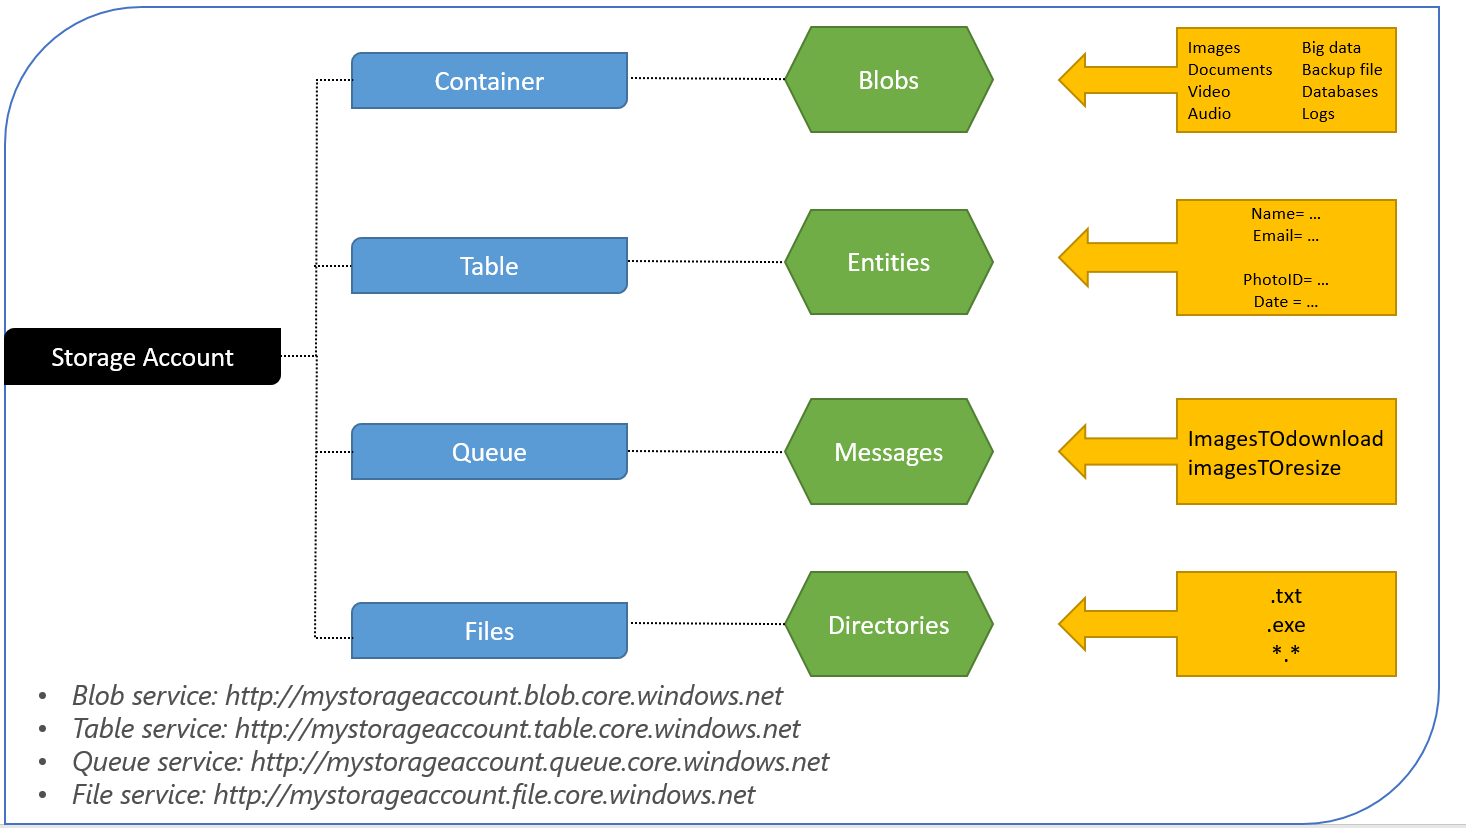 Container
Blobs
Images Big data
Documents Backup file
Video Databases
Audio Logs
Table
Entities
Name= ...
Email= ...
PhotoID= ...
Date = ...
Storage Account
Queue
Messages
ImagesTOdownload
imagesTOresize
Files
Directories
.txt
.exe
*.*
• Blob service: http://mystorageaccount.blob.core.windows.net
• Table service: http://mystorageaccount.table.core.windows.net
• Queue service: http://mystorageaccount.queue.core.windows.net
• File service: http://mystorageaccount.file.core.windows.net